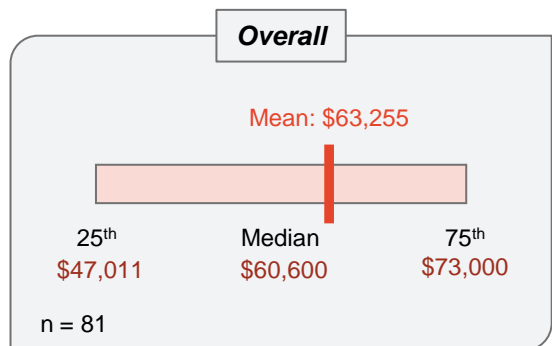 Overall
Mean: $63,255
25th Median 75th
$47,011 $60,600 $73,000
n = 81